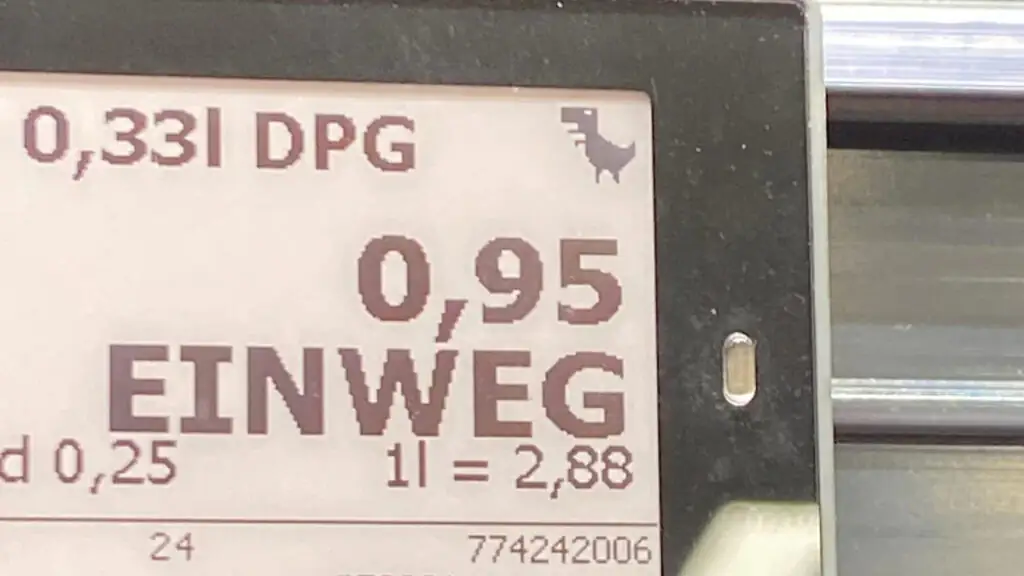 0,33l DPG
0,95
EINWEG
d 0,25 1l = 2,88
24 774242006